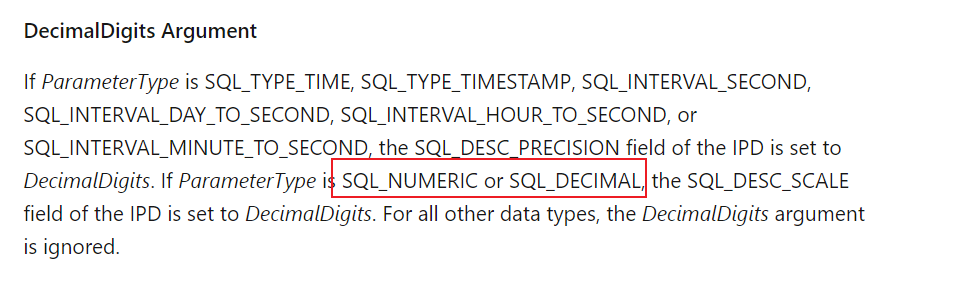 DecimalDigits Argument
If ParameterType is SQL_TYPE_TIME, SQL_TYPE_TIMESTAMP, SQL_INTERVAL_SECOND,
SQL_INTERVAL_DAY_TO_SECOND, SQL_INTERVAL_HOUR_TO_SECOND, or
SQL_INTERVAL_MINUTE_TO_SECOND, the SQL_DESC_PRECISION field of the IPD is set to
DecimalDigits. If ParameterType is SQL_NUMERIC or SQL_DECIMAL, the SQL_DESC_SCALE
field of the IPD is set to DecimalDigits. For all other data types, the DecimalDigits argument
is ignored.